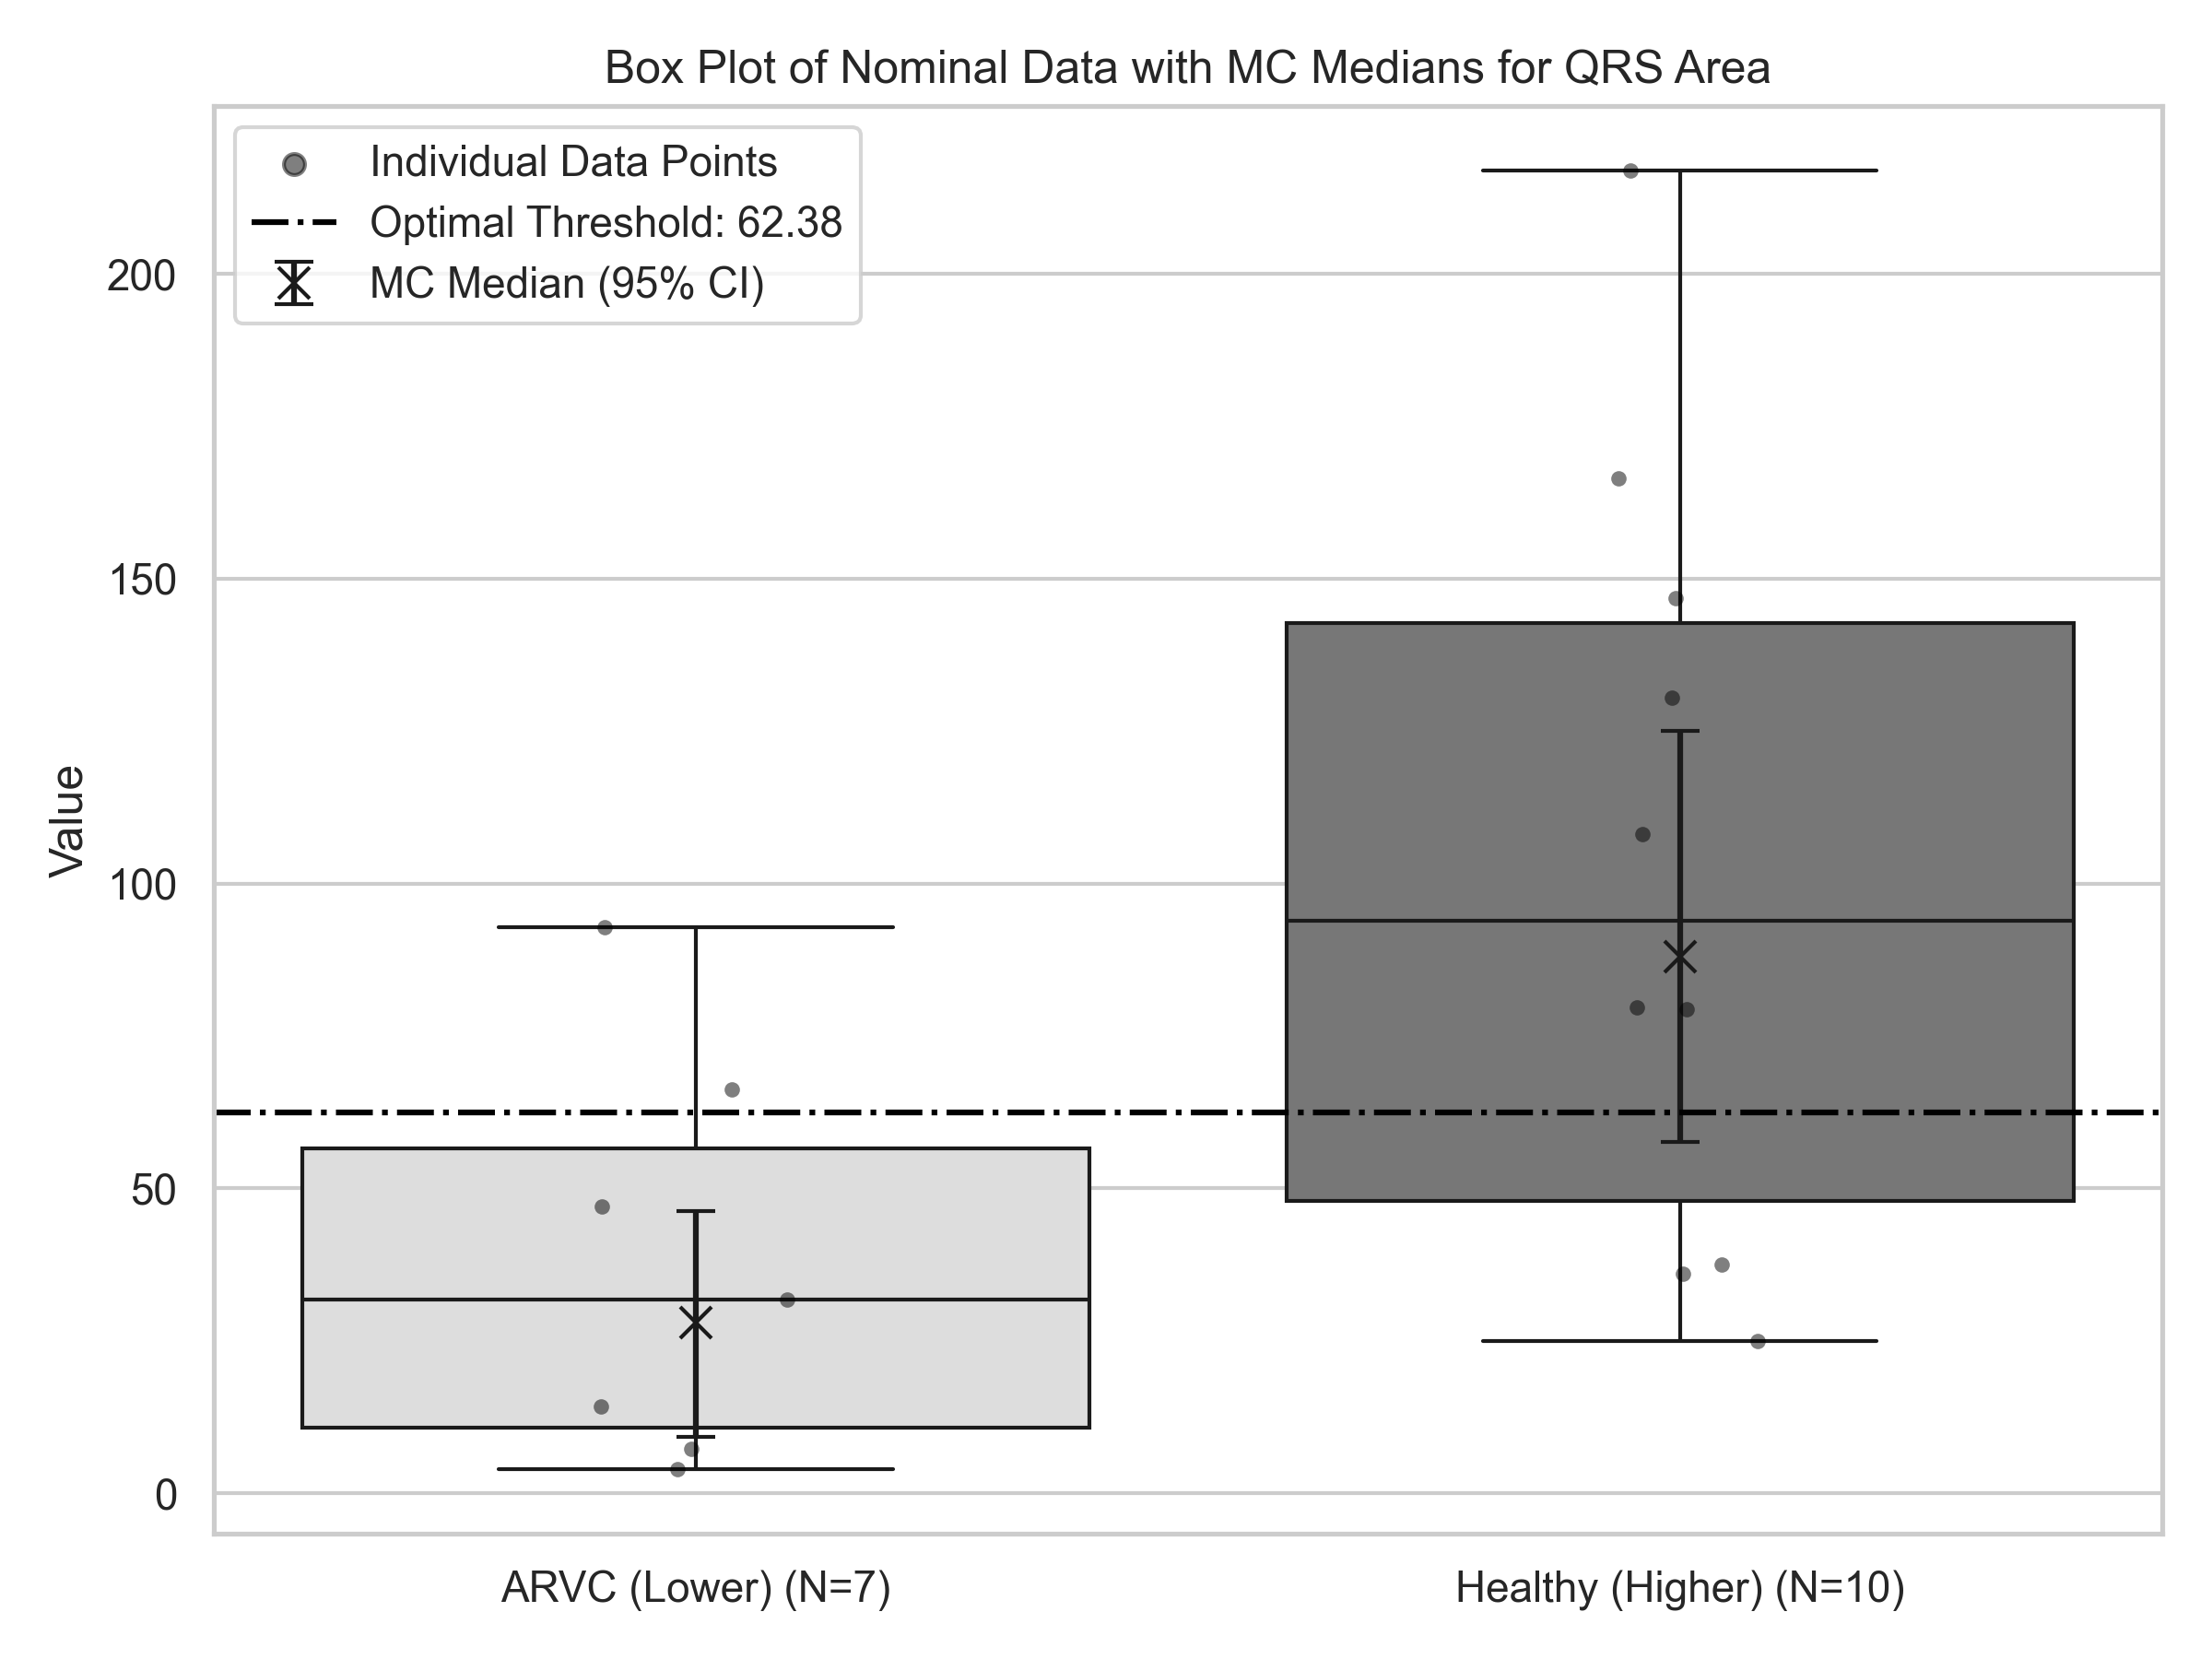 Box Plot of Nominal Data with MC Medians for QRS Area
Individual Data Points
Optimal Threshold: 62.38
MC Median (95% CI)
Value
200
150
100
50
0
ARVC (Lower) (N=7)
Healthy (Higher) (N=10)